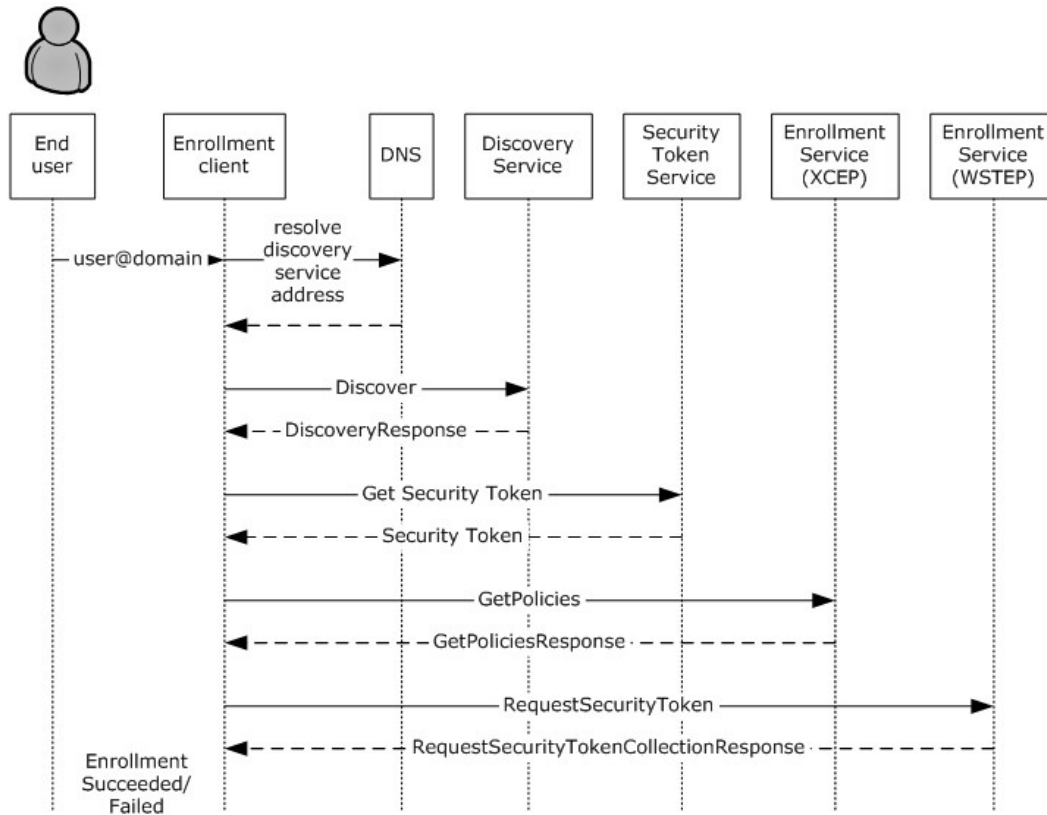 End
user
Enrollment
client
DNS
Discovery
Service
Security
Token
Service
Enrollment
Service
(XCEP)
Enrollment
Service
(WSTEP)
user@domain
resolve
discovery
service
address
Discover
DiscoveryResponse
Get Security Token
Security Token
GetPolicies
GetPoliciesResponse
RequestSecurityToken
RequestSecurityTokenCollectionResponse
Enrollment
Succeeded/
Failed